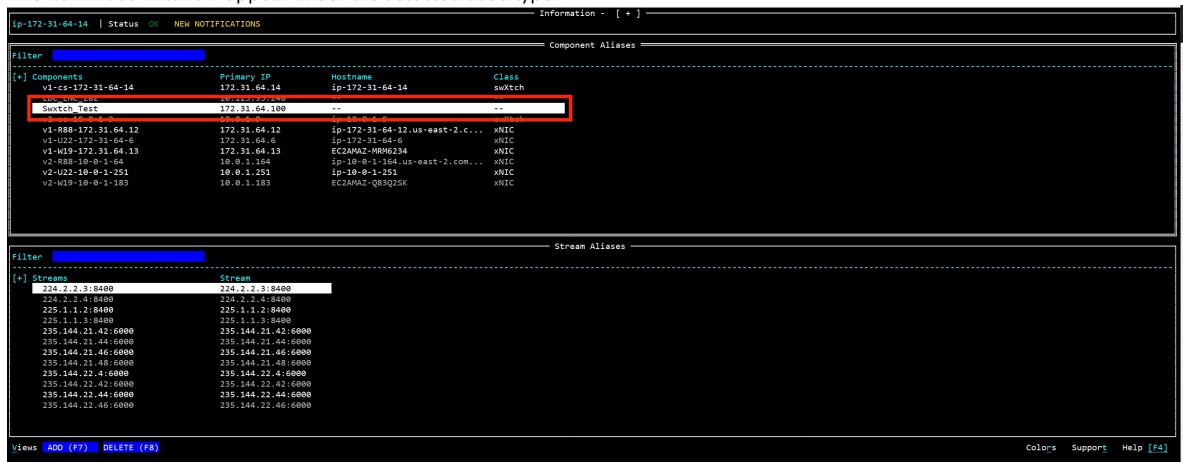 Information - [ + ]
ip-172-31-64-14 | Status OK NEW NOTIFICATIONS
Component Aliases
Filter
[+] Components Primary IP Hostname Class
v1-cs-172-31-64-14 172.31.64.14 ip-172-31-64-14 swXtch
Swxtch_Test 172.31.64.100 -- --
v1-R88-172.31.64.12 172.31.64.12 ip-172-31-64-12.us-east-2.c... xNIC
v1-U22-172-31-64-6 172.31.64.6 ip-172-31-64-6 xNIC
v1-W19-172.31.64.13 172.31.64.13 EC2AMAZ-MRM6234 xNIC
v2-R88-10-0-1-64 10.0.1.164 ip-10-0-1-164.us-east-2.com... xNIC
v2-U22-10-0-1-251 10.0.1.251 ip-10-0-1-251 xNIC
v2-W19-10-0-1-183 10.0.1.183 EC2AMAZ-Q83Q2SK xNIC
Stream Aliases
Filter
[+] Streams Stream
224.2.2.3:8400 224.2.2.3:8400
224.2.2.4:8400 224.2.2.4:8400
225.1.1.2:8400 225.1.1.2:8400
225.1.1.3:8400 225.1.1.3:8400
235.144.21.42:6000 235.144.21.42:6000
235.144.21.44:6000 235.144.21.44:6000
235.144.21.46:6000 235.144.21.46:6000
235.144.21.48:6000 235.144.21.48:6000
235.144.22.4:6000 235.144.22.4:6000
235.144.22.42:6000 235.144.22.42:6000
235.144.22.44:6000 235.144.22.44:6000
235.144.22.46:6000 235.144.22.46:6000
Views ADD (F7) DELETE (F8) Colors Support Help [F4]